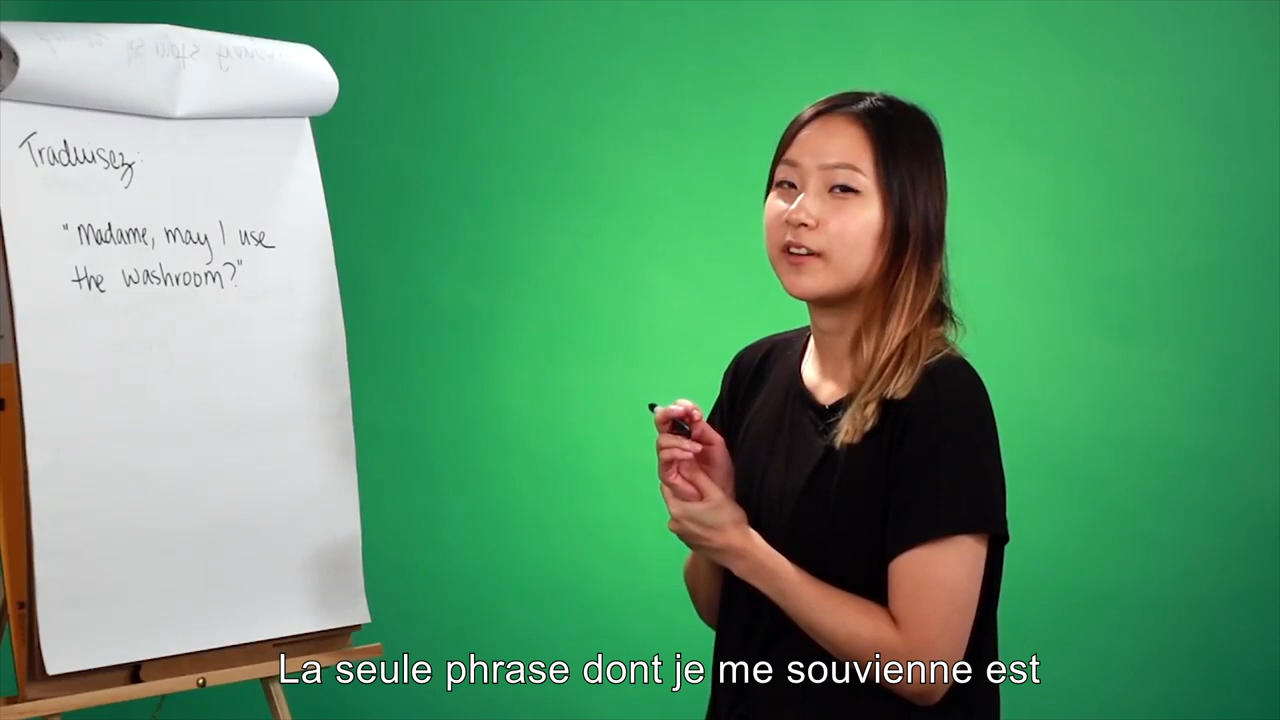 Traduisez:
"Madame, may I use
the washroom?"
La seule phrase dont je me souvienne est